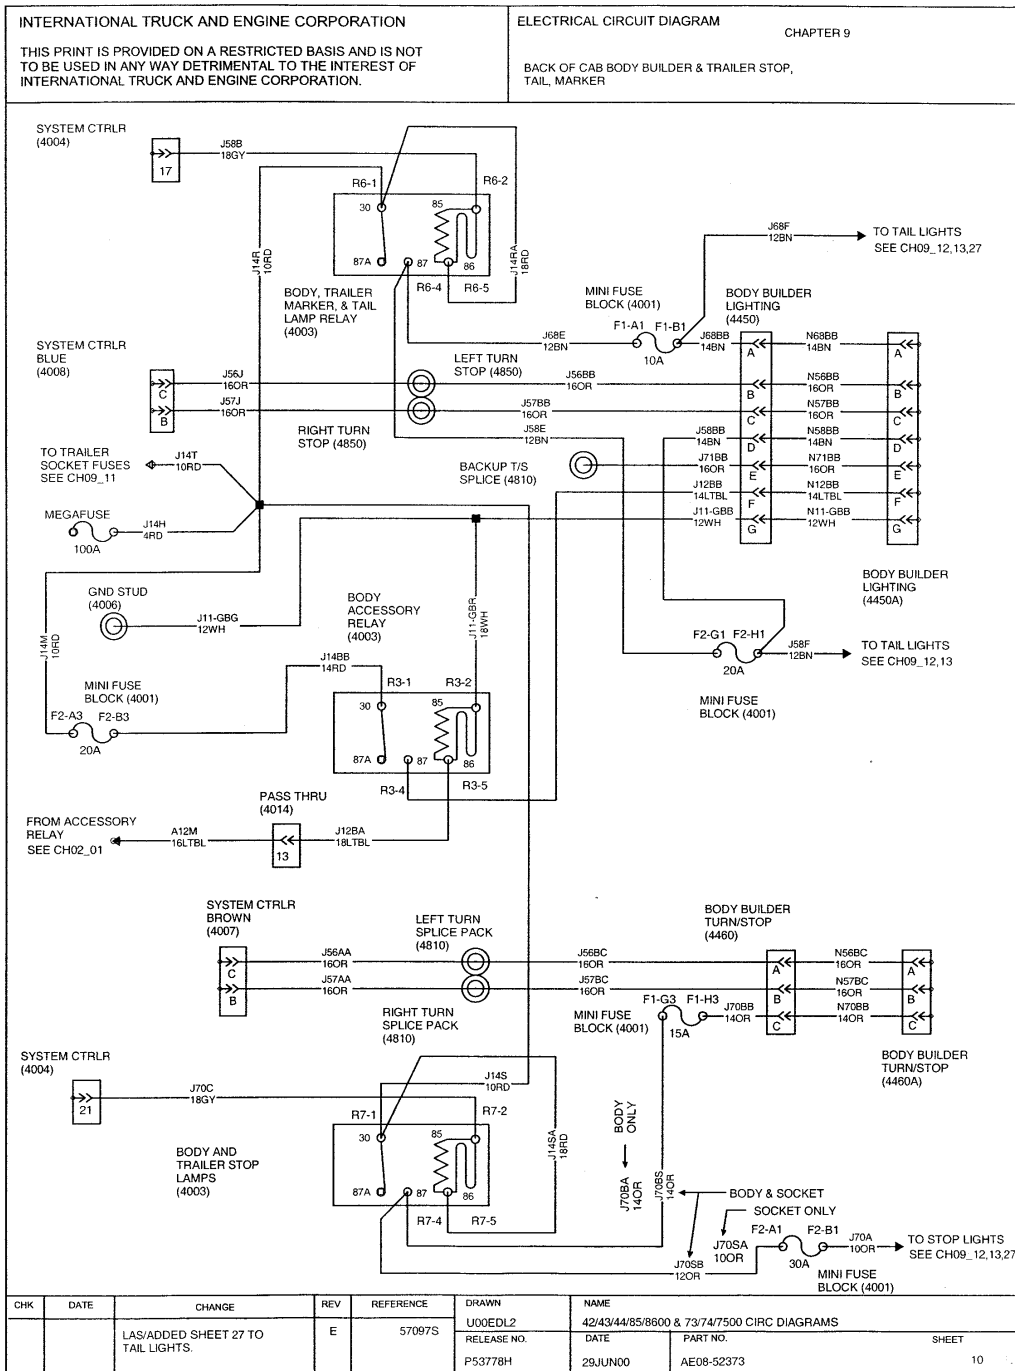 INTERNATIONAL TRUCK AND ENGINE CORPORATION
THIS PRINT IS PROVIDED ON A RESTRICTED BASIS AND IS NOT
TO BE USED IN ANY WAY DETRIMENTAL TO THE INTEREST OF
INTERNATIONAL TRUCK AND ENGINE CORPORATION.
ELECTRICAL CIRCUIT DIAGRAM
CHAPTER 9
BACK OF CAB BODY BUILDER & TRAILER STOP,
TAIL, MARKER
SYSTEM CTRLR
(4004)
17
J58B
18GY
R6-1
R6-2
30
85
87A
87
86
R6-4
R6-5
J14R
10RD
J14RA
18RD
BODY, TRAILER
MARKER, & TAIL
LAMP RELAY
(4003)
J68F
12BN
TO TAIL LIGHTS
SEE CH09_12,13,27
MINI FUSE
BLOCK (4001)
F1-A1 F1-B1
10A
J68E
12BN
BODY BUILDER
LIGHTING
(4450)
J68BB
14BN
A
N68BB
14BN
A
SYSTEM CTRLR
BLUE
(4008)
C
B
J56J
16OR
J57J
16OR
LEFT TURN
STOP (4850)
RIGHT TURN
STOP (4850)
J56BB
16OR
B
N56BB
16OR
B
J57BB
16OR
C
N57BB
16OR
C
J58E
12BN
J58BB
14BN
D
N58BB
14BN
D
BACKUP T/S
SPLICE (4810)
J71BB
16OR
E
N71BB
16OR
E
J12BB
14LTBL
F
N12BB
14LTBL
F
J11-GBB
12WH
G
N11-GBB
12WH
G
BODY BUILDER
LIGHTING
(4450A)
TO TRAILER
SOCKET FUSES
SEE CH09_11
J14T
10RD
MEGAFUSE
100A
J14H
4RD
GND STUD
(4006)
J11-GBG
12WH
J14M
10RD
BODY
ACCESSORY
RELAY
(4003)
J11-GBR
18WH
F2-G1 F2-H1
20A
J58F
12BN
TO TAIL LIGHTS
SEE CH09_12,13
MINI FUSE
BLOCK (4001)
MINI FUSE
BLOCK (4001)
F2-A3 F2-B3
20A
J14BB
14RD
R3-1
R3-2
30
85
87A
87
86
R3-4
R3-5
FROM ACCESSORY
RELAY
SEE CH02_01
A12M
16LTBL
PASS THRU
(4014)
13
J12BA
18LTBL
SYSTEM CTRLR
BROWN
(4007)
C
B
J56AA
16OR
J57AA
16OR
LEFT TURN
SPLICE PACK
(4810)
RIGHT TURN
SPLICE PACK
(4810)
J56BC
16OR
J57BC
16OR
BODY BUILDER
TURN/STOP
(4460)
A
B
C
N56BC
16OR
N57BC
16OR
N70BB
14OR
A
B
C
MINI FUSE
BLOCK (4001)
F1-G3 F1-H3
15A
J70BB
14OR
BODY BUILDER
TURN/STOP
(4460A)
SYSTEM CTRLR
(4004)
21
J70C
18GY
J14S
10RD
R7-1
R7-2
30
85
87A
87
86
R7-4
R7-5
J14SA
18RD
BODY AND
TRAILER STOP
LAMPS
(4003)
BODY
ONLY
J70BA
14OR
J70BS
14OR
BODY & SOCKET
SOCKET ONLY
J70SA
10OR
J70SB
12OR
F2-A1 F2-B1
30A
J70A
10OR
TO STOP LIGHTS
SEE CH09_12,13,27
MINI FUSE
BLOCK (4001)
CHK
DATE
CHANGE
REV
REFERENCE
DRAWN
NAME
LAS/ADDED SHEET 27 TO
TAIL LIGHTS.
E
57097S
U00EDL2
42/43/44/85/8600 & 73/74/7500 CIRC DIAGRAMS
RELEASE NO.
DATE
PART NO.
SHEET
P53778H
29JUN00
AE08-52373
10